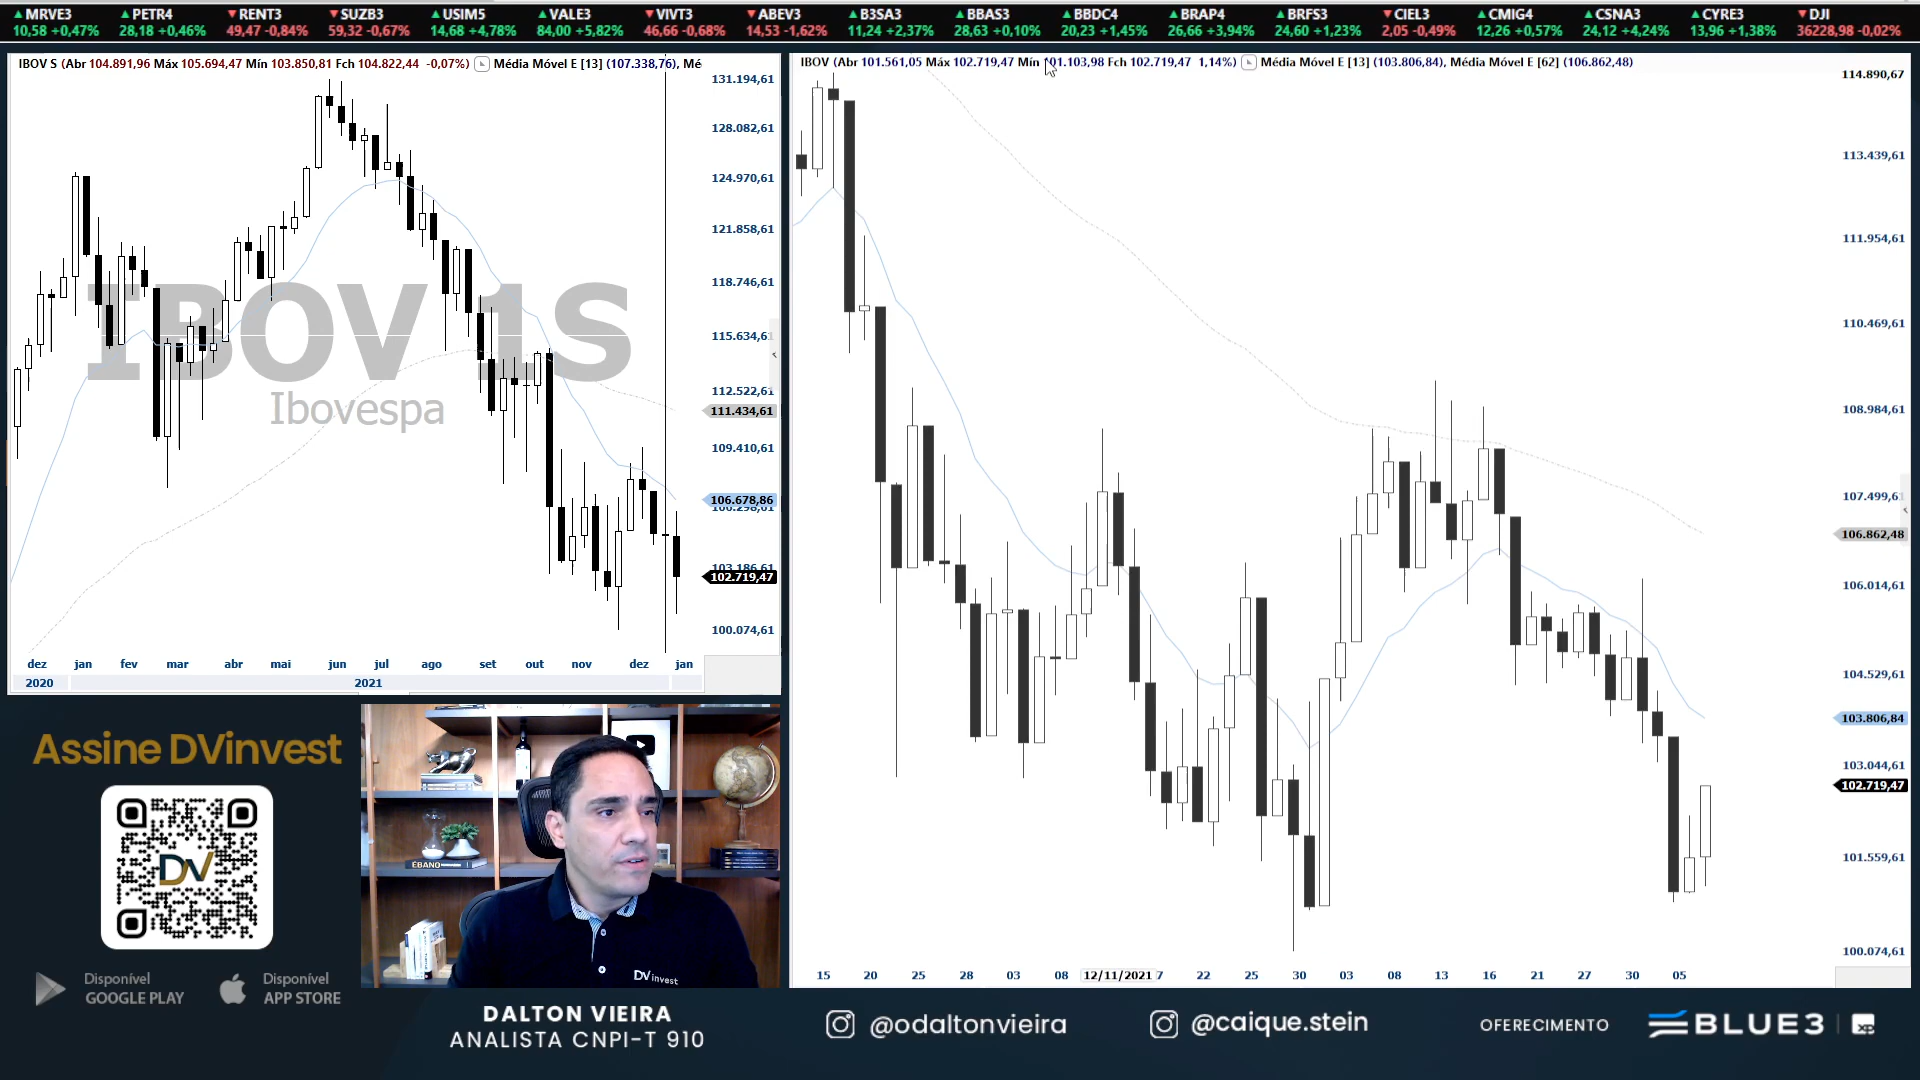 ▲MRVE3 ▲PETR4 ▼RENT3 ▼SUZB3 ▲USIM5 ▲VALE3 ▼VIVT3 ▼ABEV3 ▲B3SA3 ▲BBAS3 ▲BBDC4 ▲BRAP4 ▲BRFS3 ▼CIEL3 ▲CMIG4 ▲CSNA3 ▲CYRE3 ▼DJI
10,58 +0,47% 28,18 +0,46% 49,47 -0,84% 59,32 -0,67% 14,68 +4,78% 84,00 +5,82% 46,66 -0,68% 14,53 -1,62% 11,24 +2,37% 28,63 +0,10% 20,23 +1,45% 26,66 +3,94% 24,60 +1,23% 2,05 -0,49% 12,26 +0,57% 24,12 +4,24% 13,96 +1,38% 36228,98 -0,02%
IBOV S (Abr 104.891,96 Máx 105.694,47 Mín 103.850,81 Fch 104.822,44 -0,07%) Média Móvel E [13] (107.338,76), Mé
131.194,61
128.082,61
124.970,61
121.858,61
118.746,61
115.634,61
112.522,61
111.434,61
109.410,61
106.678,86
106.298,61
103.186,61
102.719,47
100.074,61
IBOV 1S
Ibovespa
dez jan fev mar abr mai jun jul ago set out nov dez jan
2020 2021
IBOV (Abr 101.561,05 Máx 102.719,47 Mín 101.103,98 Fch 102.719,47 1,14%) Média Móvel E [13] (103.806,84), Média Móvel E [62] (106.862,48)
114.890,67
113.439,61
111.954,61
110.469,61
108.984,61
107.499,61
106.862,48
106.014,61
104.529,61
103.806,84
103.044,61
102.719,47
101.559,61
100.074,61
15 20 25 28 03 08 12/11/2021 7 22 25 30 03 08 13 16 21 27 30 05
Assine DVinvest
DV
Disponível
GOOGLE PLAY
Disponível
APP STORE
ÉBANO
DVinvest
DALTON VIEIRA
ANALISTA CNPI-T 910
@odaltonvieira
@caique.stein
OFERECIMENTO
BLUE3 | xp